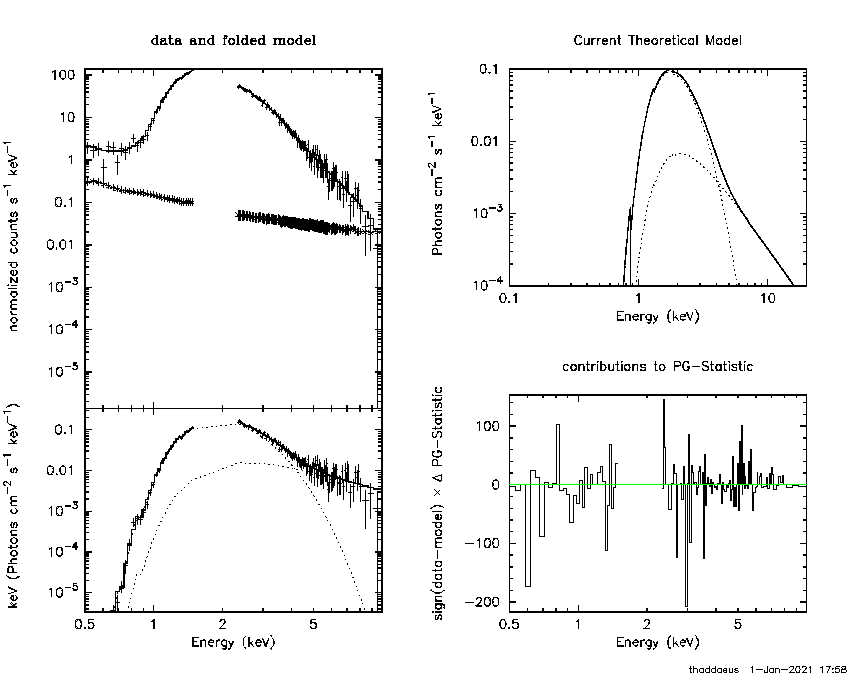 data and folded model
normalized counts s⁻¹ keV⁻¹
100
10
1
0.1
0.01
10⁻³
10⁻⁴
10⁻⁵
keV (Photons cm⁻² s⁻¹ keV⁻¹)
0.1
0.01
10⁻³
10⁻⁴
10⁻⁵
0.5 1 2 5
Energy (keV)
Current Theoretical Model
Photons cm⁻² s⁻¹ keV⁻¹
0.1
0.01
10⁻³
10⁻⁴
0.1 1 10
Energy (keV)
contributions to PG-Statistic
sign(data-model) × Δ PG-Statistic
100
0
-100
-200
0.5 1 2 5
Energy (keV)
thaddaeus 1-Jan-2021 17:58